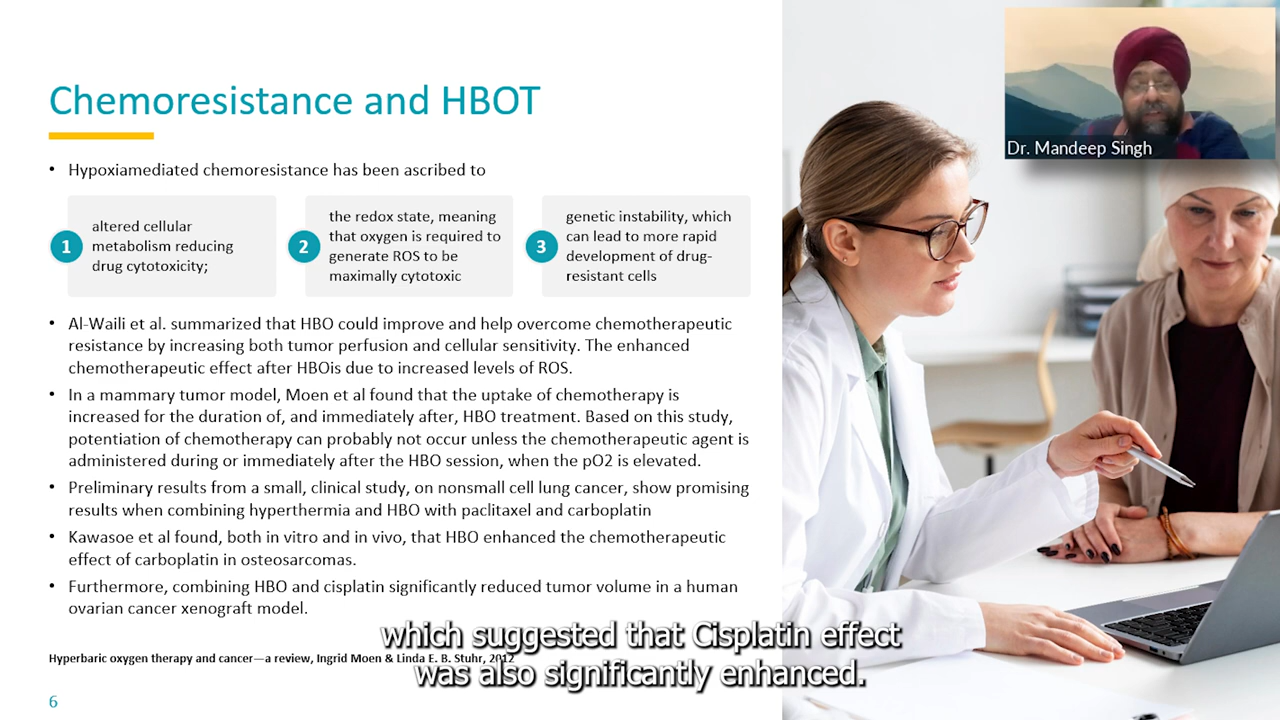 Chemoresistance and HBOT
• Hypoxiamediated chemoresistance has been ascribed to
1
altered cellular
metabolism reducing
drug cytotoxicity;
2
the redox state, meaning
that oxygen is required to
generate ROS to be
maximally cytotoxic
3
genetic instability, which
can lead to more rapid
development of drug-
resistant cells
• Al-Waili et al. summarized that HBO could improve and help overcome chemotherapeutic
resistance by increasing both tumor perfusion and cellular sensitivity. The enhanced
chemotherapeutic effect after HBOis due to increased levels of ROS.
• In a mammary tumor model, Moen et al found that the uptake of chemotherapy is
increased for the duration of, and immediately after, HBO treatment. Based on this study,
potentiation of chemotherapy can probably not occur unless the chemotherapeutic agent is
administered during or immediately after the HBO session, when the pO2 is elevated.
• Preliminary results from a small, clinical study, on nonsmall cell lung cancer, show promising
results when combining hyperthermia and HBO with paclitaxel and carboplatin
• Kawasoe et al found, both in vitro and in vivo, that HBO enhanced the chemotherapeutic
effect of carboplatin in osteosarcomas.
• Furthermore, combining HBO and cisplatin significantly reduced tumor volume in a human
ovarian cancer xenograft model.
Hyperbaric oxygen therapy and cancer—a review, Ingrid Moen & Linda E. B. Stuhr, 2012
6
Dr. Mandeep Singh
which suggested that Cisplatin effect
was also significantly enhanced.